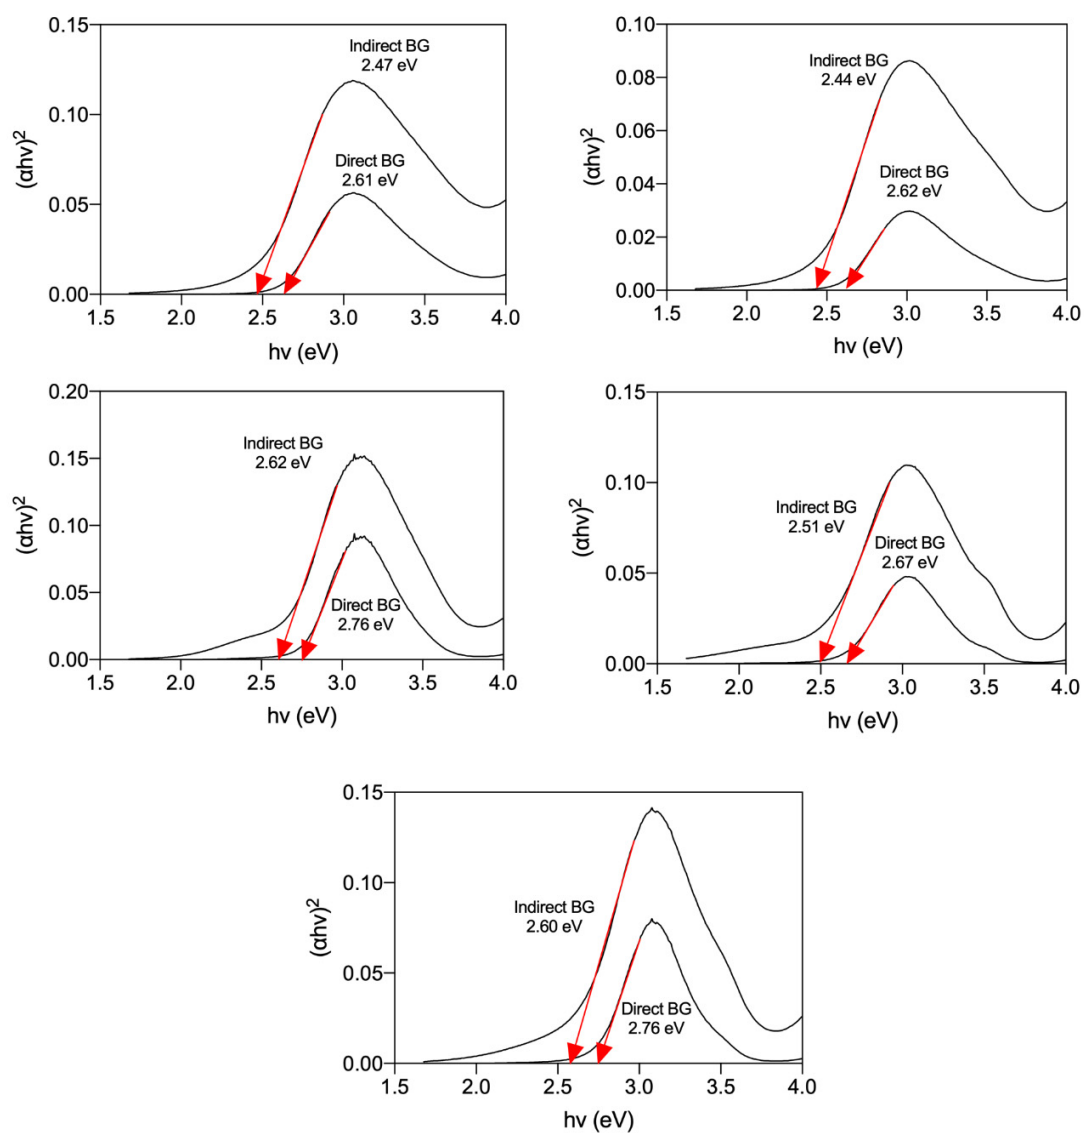 0.15
0.10
0.05
0.00
(αhv)²
Indirect BG
2.47 eV
Direct BG
2.61 eV
1.5 2.0 2.5 3.0 3.5 4.0
hv (eV)
0.10
0.08
0.06
0.04
0.02
0.00
(αhv)²
Indirect BG
2.44 eV
Direct BG
2.62 eV
1.5 2.0 2.5 3.0 3.5 4.0
hv (eV)
0.20
0.15
0.10
0.05
0.00
(αhv)²
Indirect BG
2.62 eV
Direct BG
2.76 eV
1.5 2.0 2.5 3.0 3.5 4.0
hv (eV)
0.15
0.10
0.05
0.00
(αhv)²
Indirect BG
2.51 eV
Direct BG
2.67 eV
1.5 2.0 2.5 3.0 3.5 4.0
hv (eV)
0.15
0.10
0.05
0.00
(αhv)²
Indirect BG
2.60 eV
Direct BG
2.76 eV
1.5 2.0 2.5 3.0 3.5 4.0
hv (eV)